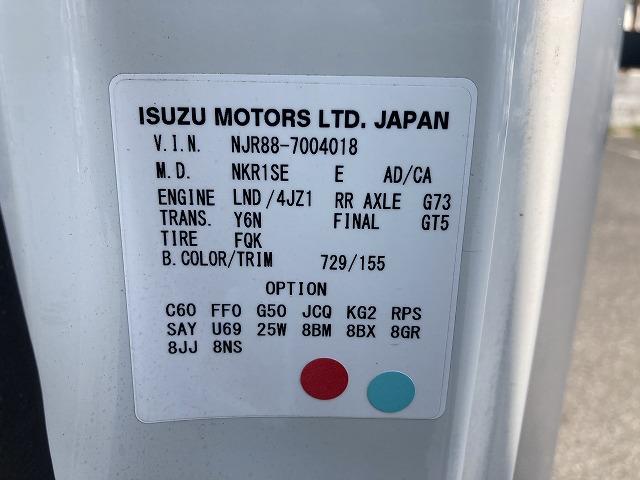 ISUZU MOTORS LTD. JAPAN
V.I.N. NJR88-7004018
M.D. NKR1SE E AD/CA
ENGINE LND/4JZ1 RR AXLE G73
TRANS. Y6N FINAL GT5
TIRE FQK
B.COLOR/TRIM 729/155
OPTION
C60 FF0 G50 JCQ KG2 RPS
SAY U69 25W 8BM 8BX 8GR
8JJ 8NS